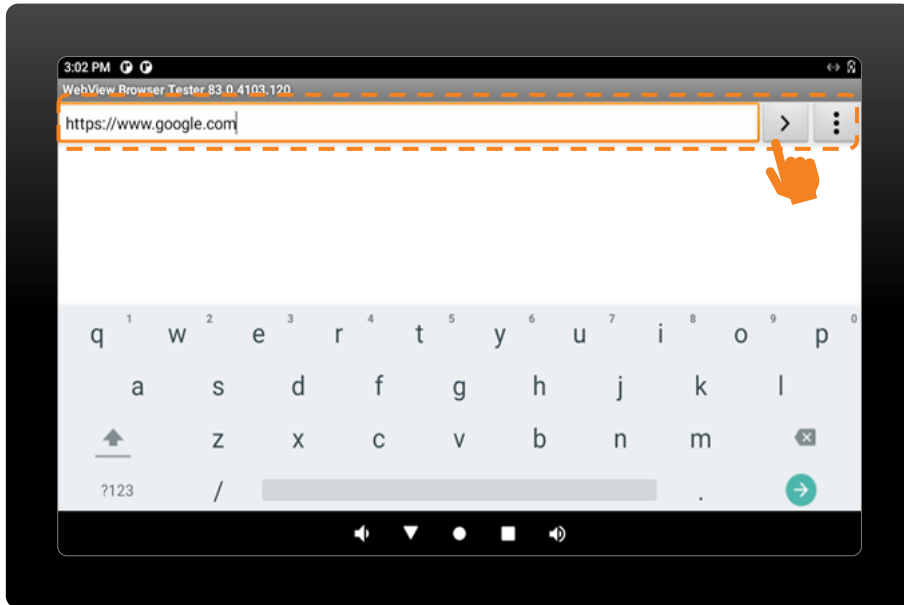 3:02 PM
WebView Browser Tester 83.0.4103.120
https://www.google.com
q 1 w 2 e 3 r 4 t 5 y 6 u 7 i 8 o 9 p 0
a s d f g h j k l
z x c v b n m
?123 / .